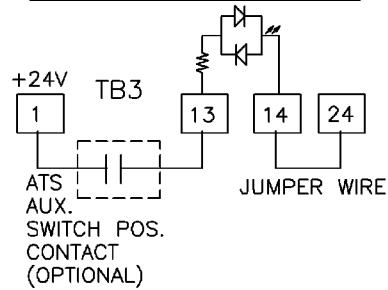 +24V
TB3
1
13
14
24
JUMPER WIRE
ATS
AUX.
SWITCH POS.
CONTACT
(OPTIONAL)